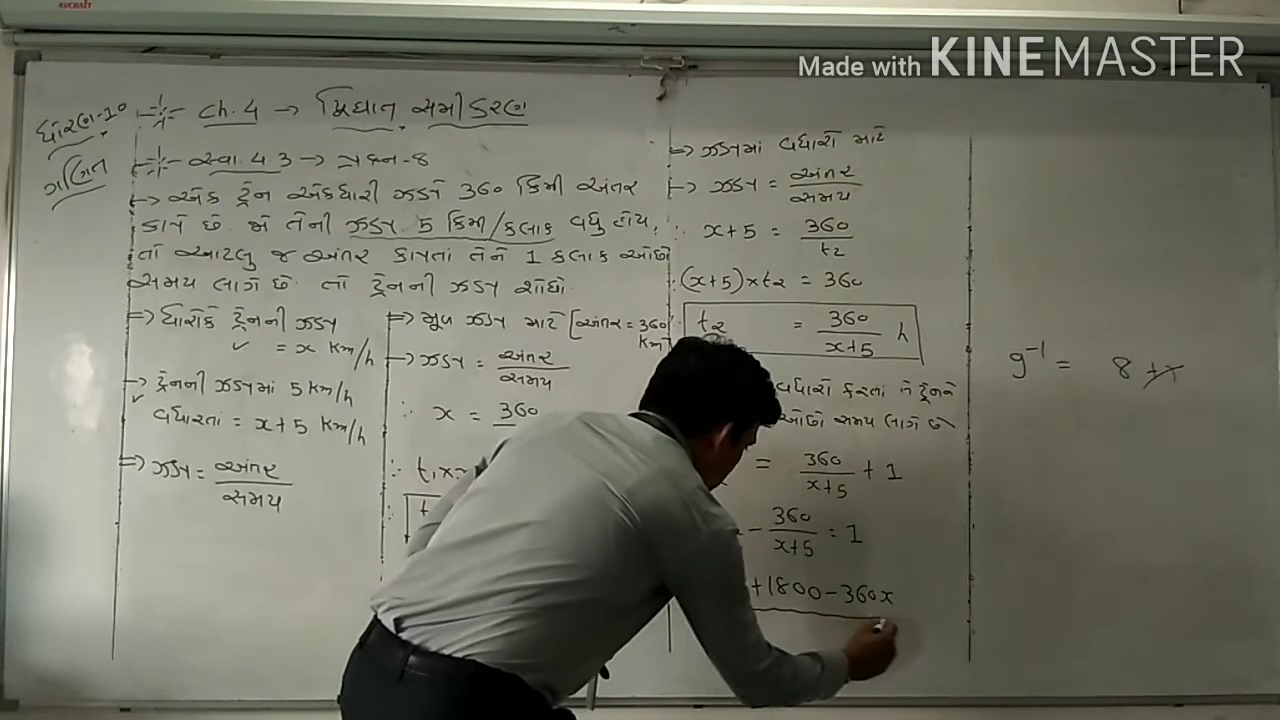 AVCRAFT
Made with KINEMASTER
ધોરણ-10
ગણિત
Ch. 4 → દ્વિઘાત સમીકરણ
સ્વા. 4.3 → પ્રશ્ન-8
→ એક ટ્રેન એકધારી ઝડપે 360 કિમી અંતર
કાપે છે. જો તેની ઝડપ 5 કિમી/કલાક વધુ હોય,
તો આટલુ જ અંતર કાપતાં તેને 1 કલાક ઓછો
સમય લાગે છે. તો ટ્રેનની ઝડપ શોધો.
⇒ ધારોકે ટ્રેનની ઝડપ
= x Km/h
→ ટ્રેનની ઝડપમાં 5 Km/h
વધારતા = x+5 Km/h
⇒ ઝડપ = અંતર / સમય
⇒ મૂળ ઝડપ માટે [અંતર = 360
Km]
→ ઝડપ = અંતર / સમય
∴ x = 360
∴ t₁ ×
t
⇒ ઝડપમાં વધારો માટે
→ ઝડપ = અંતર / સમય
∴ x+5 = 360 / t2
∴ (x+5) × t2 = 360
t2 = 360 / x+5 h
વધારો કરતાં તે ટ્રેનને
ઓછો સમય લાગે છે
= 360 / x+5 + 1
- 360 / x+5 = 1
+1800 - 360x
g⁻¹ = 8